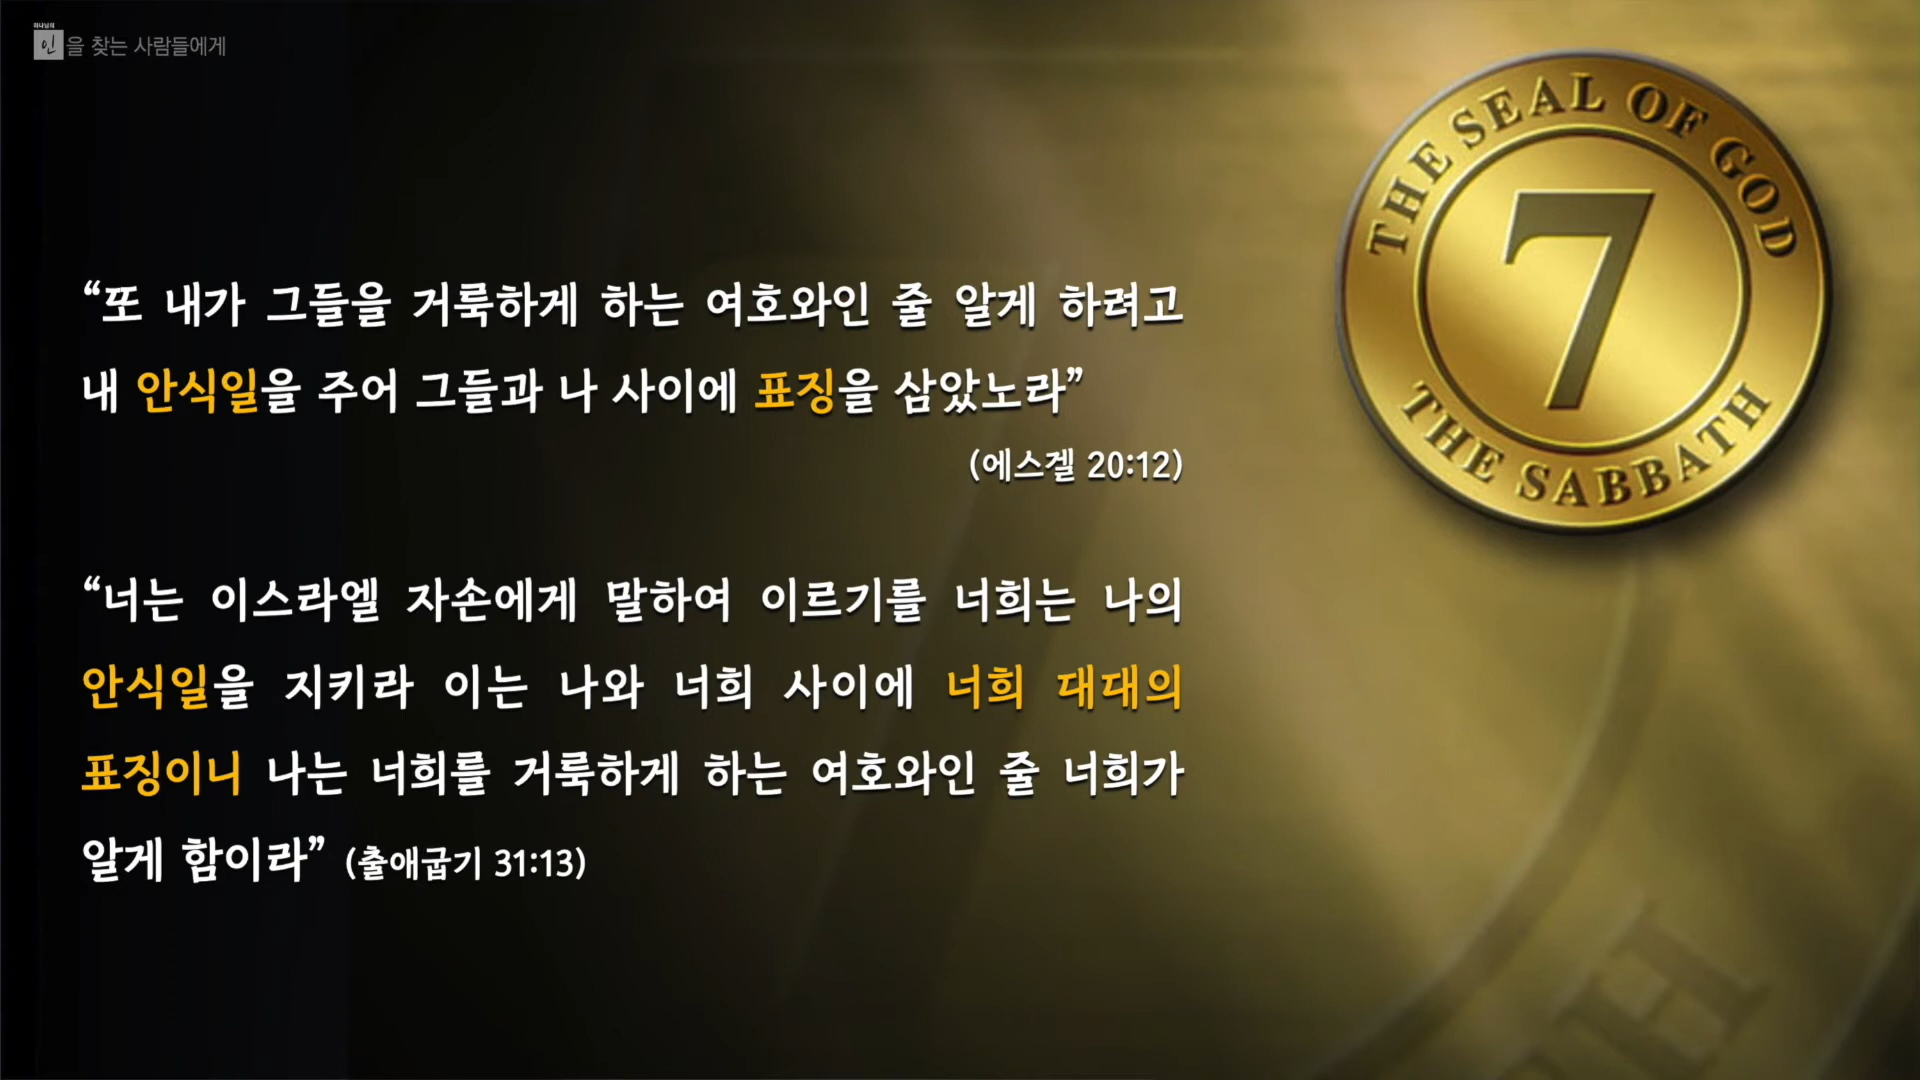 하나님의
인을 찾는 사람들에게
THE SEAL OF GOD
7
THE SABBATH
“또 내가 그들을 거룩하게 하는 여호와인 줄 알게 하려고
내 안식일을 주어 그들과 나 사이에 표징을 삼았노라”
(에스겔 20:12)
“너는 이스라엘 자손에게 말하여 이르기를 너희는 나의
안식일을 지키라 이는 나와 너희 사이에 너희 대대의
표징이니 나는 너희를 거룩하게 하는 여호와인 줄 너희가
알게 함이라” (출애굽기 31:13)